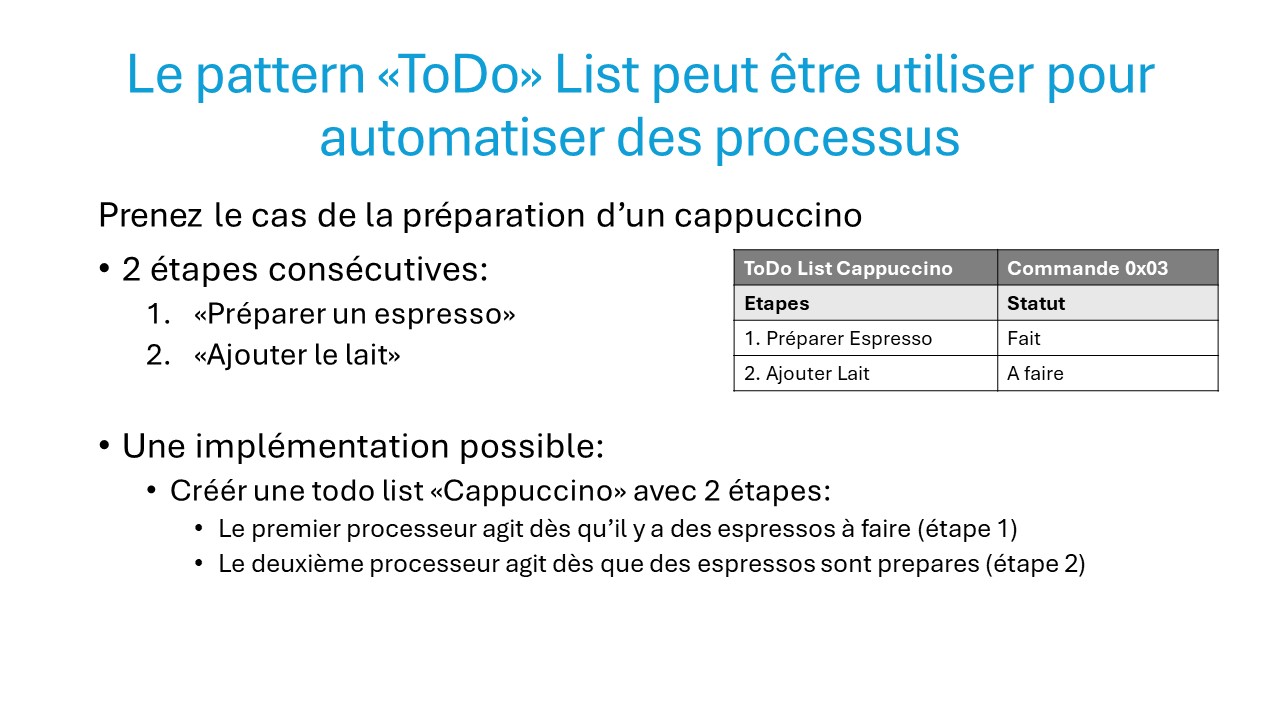 Le pattern «ToDo» List peut être utiliser pour
automatiser des processus
Prenez le cas de la préparation d’un cappuccino
• 2 étapes consécutives:
1. «Préparer un espresso»
2. «Ajouter le lait»
ToDo List Cappuccino Commande 0x03
Etapes Statut
1. Préparer Espresso Fait
2. Ajouter Lait A faire
• Une implémentation possible:
• Créér une todo list «Cappuccino» avec 2 étapes:
• Le premier processeur agit dès qu’il y a des espressos à faire (étape 1)
• Le deuxième processeur agit dès que des espressos sont prepares (étape 2)